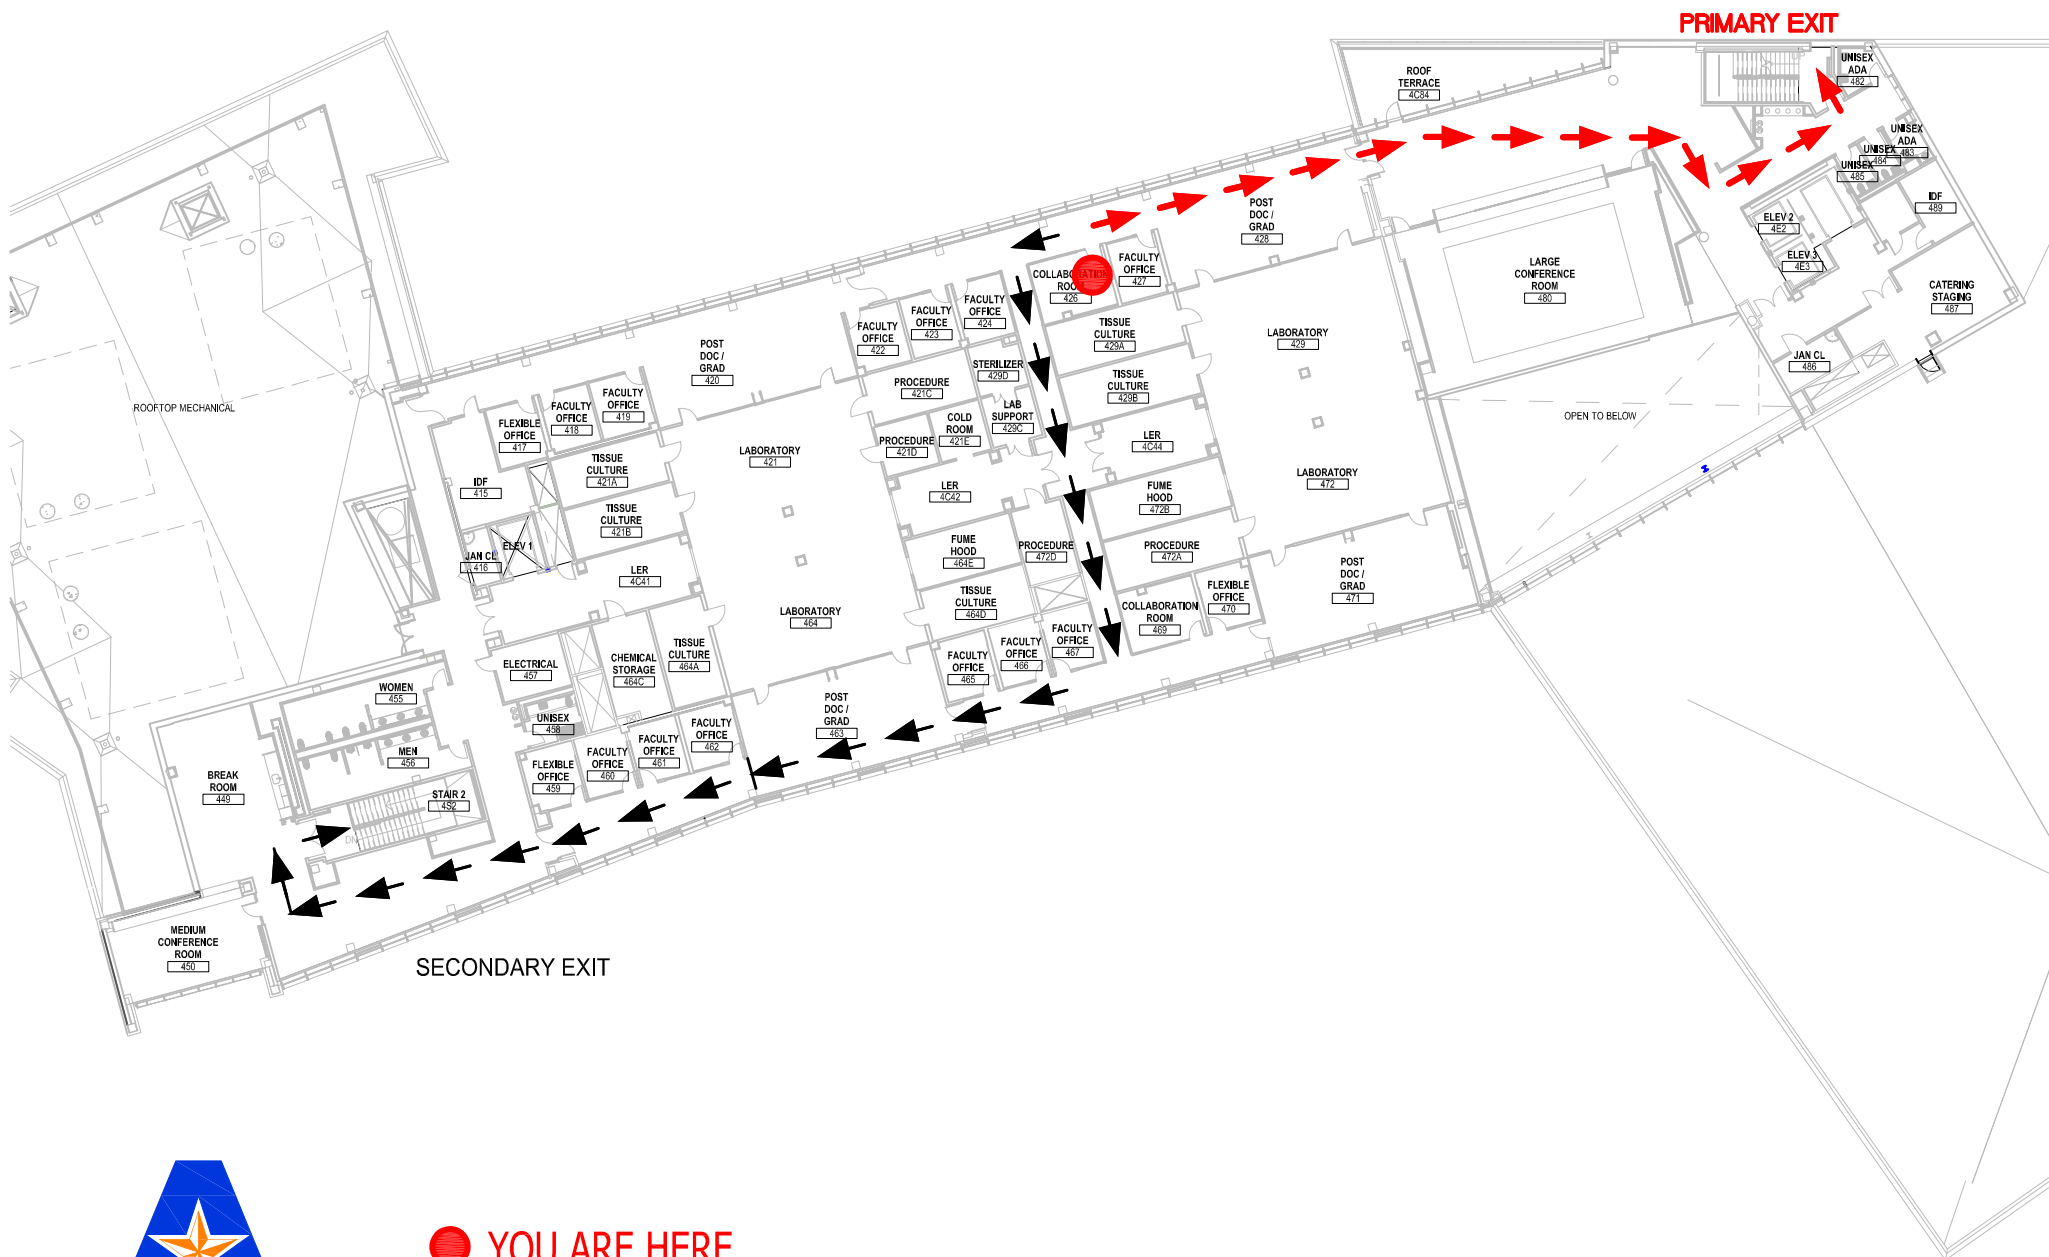 PRIMARY EXIT
UNISEX
ADA
482
ROOF
TERRACE
4C84
UNISEX
ADA
483
UNISEX
484
UNISEX
485
IDF
489
POST
DOC /
GRAD
428
ELEV 2
4E2
ELEV 3
4E3
FACULTY
OFFICE
427
COLLABORATION
ROOM
426
LARGE
CONFERENCE
ROOM
480
CATERING
STAGING
487
FACULTY
OFFICE
424
FACULTY
OFFICE
423
FACULTY
OFFICE
422
TISSUE
CULTURE
429A
LABORATORY
429
POST
DOC /
GRAD
420
JAN CL
486
STERILIZER
429D
PROCEDURE
421C
TISSUE
CULTURE
429B
ROOFTOP MECHANICAL
FACULTY
OFFICE
419
FACULTY
OFFICE
418
FLEXIBLE
OFFICE
417
LAB
SUPPORT
429C
COLD
ROOM
421E
PROCEDURE
421D
OPEN TO BELOW
LER
4C44
LABORATORY
421
TISSUE
CULTURE
421A
IDF
415
LER
4C42
LABORATORY
472
FUME
HOOD
472B
TISSUE
CULTURE
421B
ELEV 1
JAN CL
416
FUME
HOOD
464E
PROCEDURE
472D
PROCEDURE
472A
LER
4C41
POST
DOC /
GRAD
471
FLEXIBLE
OFFICE
470
TISSUE
CULTURE
464D
COLLABORATION
ROOM
469
LABORATORY
464
FACULTY
OFFICE
467
FACULTY
OFFICE
466
FACULTY
OFFICE
465
TISSUE
CULTURE
464A
CHEMICAL
STORAGE
464C
ELECTRICAL
457
WOMEN
455
POST
DOC /
GRAD
463
UNISEX
458
FACULTY
OFFICE
462
FACULTY
OFFICE
461
FACULTY
OFFICE
460
FLEXIBLE
OFFICE
459
MEN
456
BREAK
ROOM
449
STAIR 2
4S2
DN
MEDIUM
CONFERENCE
ROOM
450
SECONDARY EXIT
YOU ARE HERE